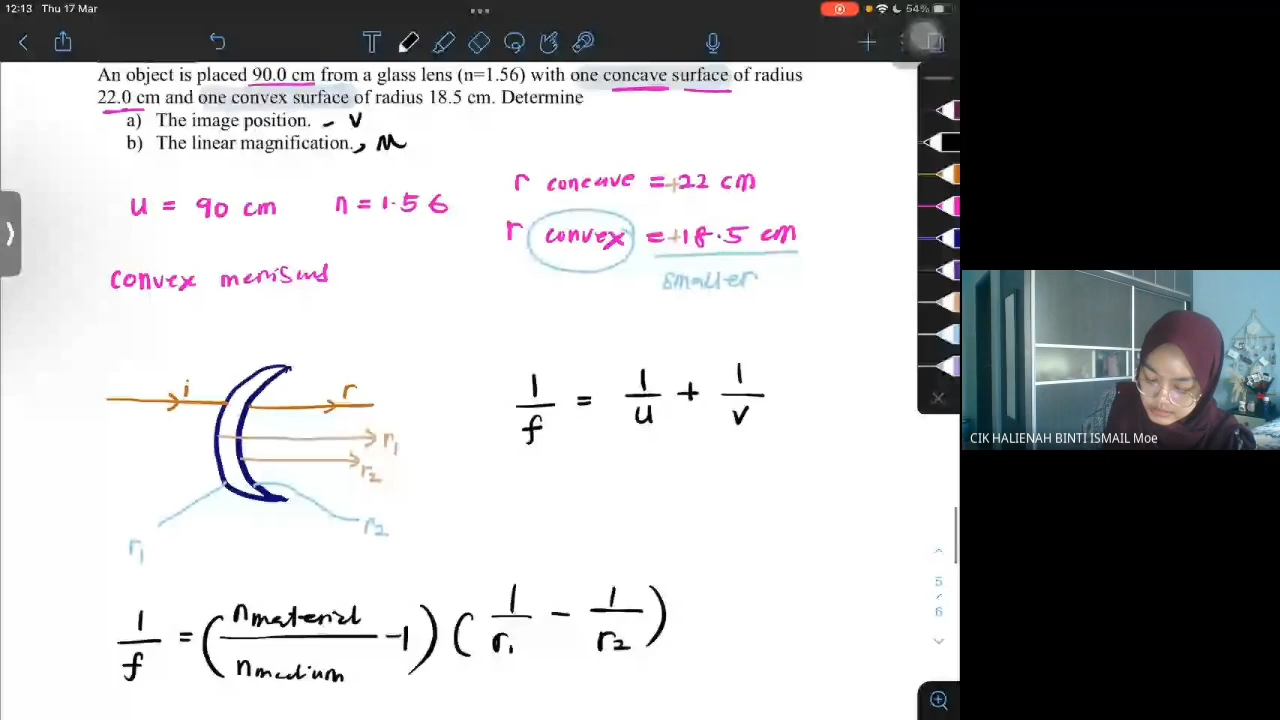 12:13 Thu 17 Mar
54%
An object is placed 90.0 cm from a glass lens (n=1.56) with one concave surface of radius
22.0 cm and one convex surface of radius 18.5 cm. Determine
a) The image position. - v
b) The linear magnification., M
r concave = +22 cm
u = 90 cm n = 1.56
r convex = +18.5 cm
smaller
convex meniscus
i r
r1
r2
r1 r2
1/f = 1/u + 1/v
1/f = (nmaterial/nmedium - 1) (1/r1 - 1/r2)
5
6
CIK HALIENAH BINTI ISMAIL Moe